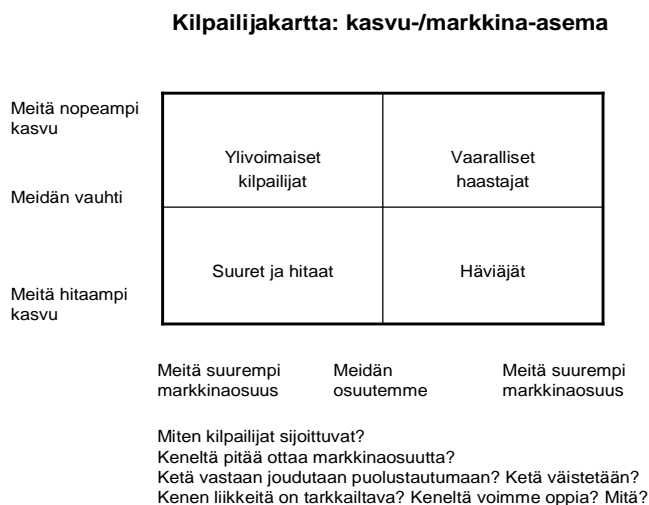 Kilpailijakartta: kasvu-/markkina-asema
Meitä nopeampi
kasvu
Ylivoimaiset
kilpailijat
Vaaralliset
haastajat
Meidän vauhti
Suuret ja hitaat
Häviäjät
Meitä hitaampi
kasvu
Meitä suurempi
markkinaosuus
Meidän
osuutemme
Meitä suurempi
markkinaosuus
Miten kilpailijat sijoittuvat?
Keneltä pitää ottaa markkinaosuutta?
Ketä vastaan joudutaan puolustautumaan? Ketä väistetään?
Kenen liikkeitä on tarkkailtava? Keneltä voimme oppia? Mitä?